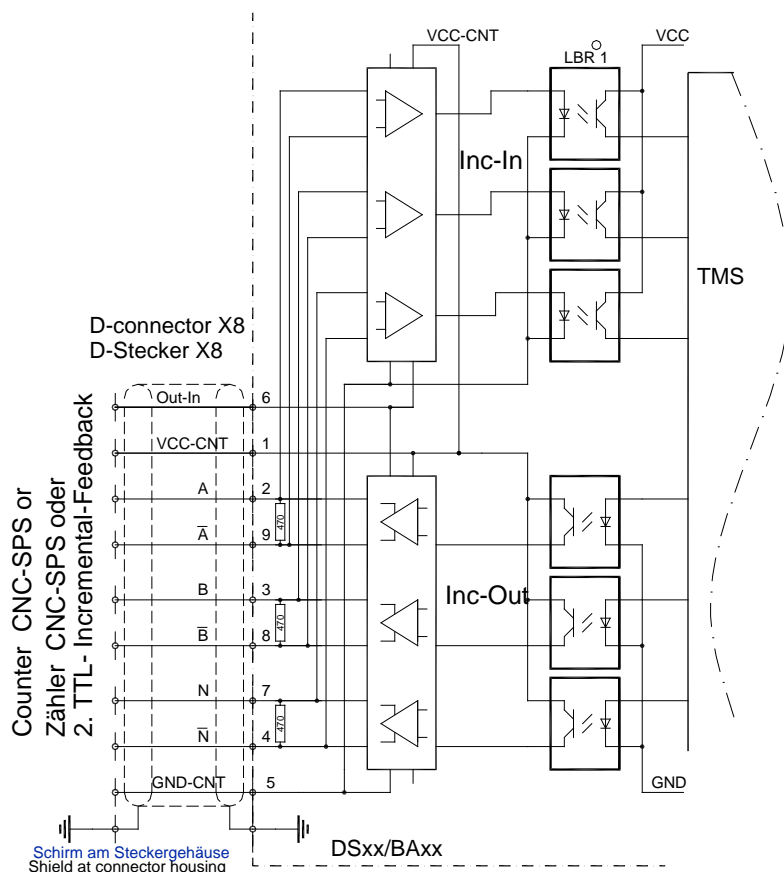 VCC-CNT
VCC
LBR 1
Inc-In
TMS
D-connector X8
D-Stecker X8
Out-In
6
VCC-CNT
1
A
2
470
A̅
9
B
3
470
B̅
8
N
7
470
N̅
4
GND-CNT
5
Inc-Out
GND
Counter CNC-SPS or
Zähler CNC-SPS oder
2. TTL- Incremental-Feedback
Schirm am Steckergehäuse
Shield at connector housing
DSxx/BAxx